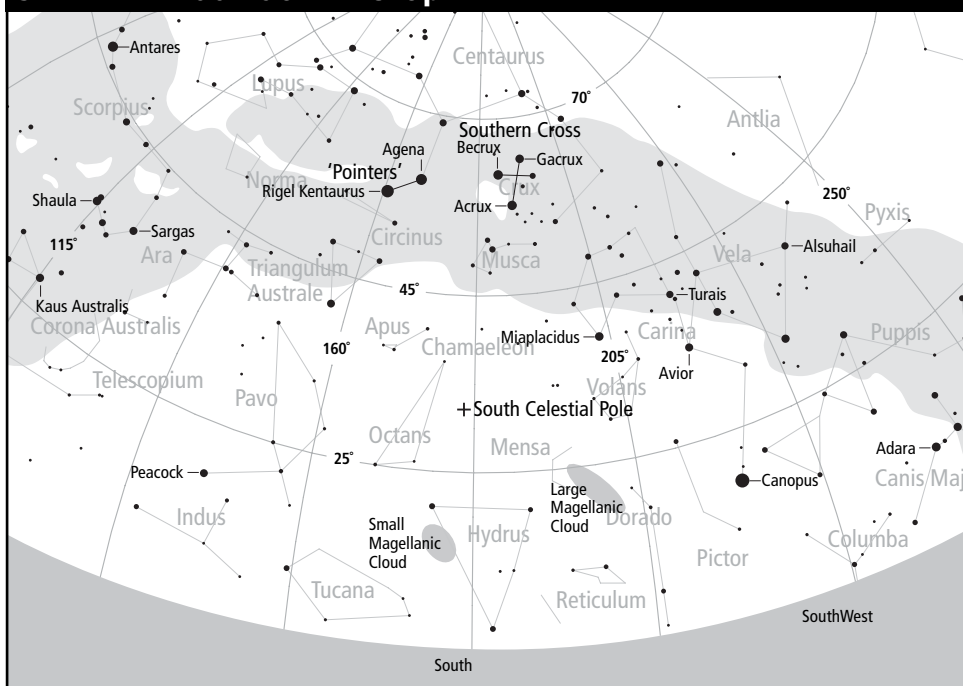 Antares
Centaurus
Lupus
70˚
Scorpius
Antlia
Southern Cross
Agena
Becrux
Gacrux
'Pointers'
Norma
Rigel Kentaurus
Crux
Shaula
Acrux
250˚
Pyxis
Sargas
115˚
Circinus
Ara
Musca
Vela
Alsuhail
Triangulum
Australe
45˚
Turais
Kaus Australis
Corona Australis
Apus
Chamaeleon
Miaplacidus
Carina
Puppis
160˚
205˚
Avior
Telescopium
Volans
Pavo
South Celestial Pole
Octans
Mensa
25˚
Adara
Peacock
Canopus
Canis Maj
Large
Magellanic
Cloud
Indus
Small
Magellanic
Cloud
Hydrus
Dorado
Columba
Pictor
Tucana
Reticulum
SouthWest
South